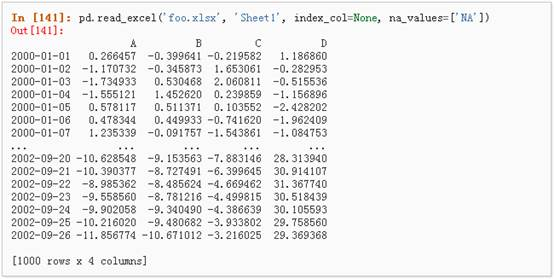 In [141]: pd.read_excel('foo.xlsx', 'Sheet1', index_col=None, na_values=['NA'])
Out[141]:
A B C D
2000-01-01 0.266457 -0.399641 -0.219582 1.186860
2000-01-02 -1.170732 -0.345873 1.653061 -0.282953
2000-01-03 -1.734933 0.530468 2.060811 -0.515536
2000-01-04 -1.555121 1.452620 0.239859 -1.156896
2000-01-05 0.578117 0.511371 0.103552 -2.428202
2000-01-06 0.478344 0.449933 -0.741620 -1.962409
2000-01-07 1.235339 -0.091757 -1.543861 -1.084753
... ... ... ... ...
2002-09-20 -10.628548 -9.153563 -7.883146 28.313940
2002-09-21 -10.390377 -8.727491 -6.399645 30.914107
2002-09-22 -8.985362 -8.485624 -4.669462 31.367740
2002-09-23 -9.558560 -8.781216 -4.499815 30.518439
2002-09-24 -9.902058 -9.340490 -4.386639 30.105593
2002-09-25 -10.216020 -9.480682 -3.933802 29.758560
2002-09-26 -11.856774 -10.671012 -3.216025 29.369368
[1000 rows x 4 columns]